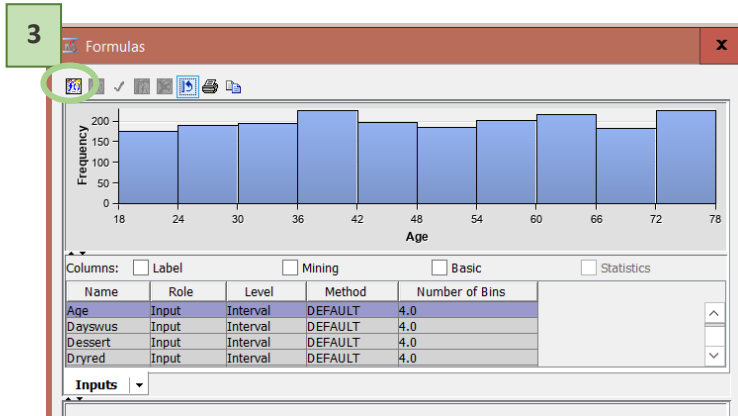 3
Formulas
x
Frequency
200
150
100
50
0
18 24 30 36 42 48 54 60 66 72 78
Age
Columns: Label Mining Basic Statistics
Name Role Level Method Number of Bins
Age Input Interval DEFAULT 4.0
Dayswus Input Interval DEFAULT 4.0
Dessert Input Interval DEFAULT 4.0
Dryred Input Interval DEFAULT 4.0
Inputs